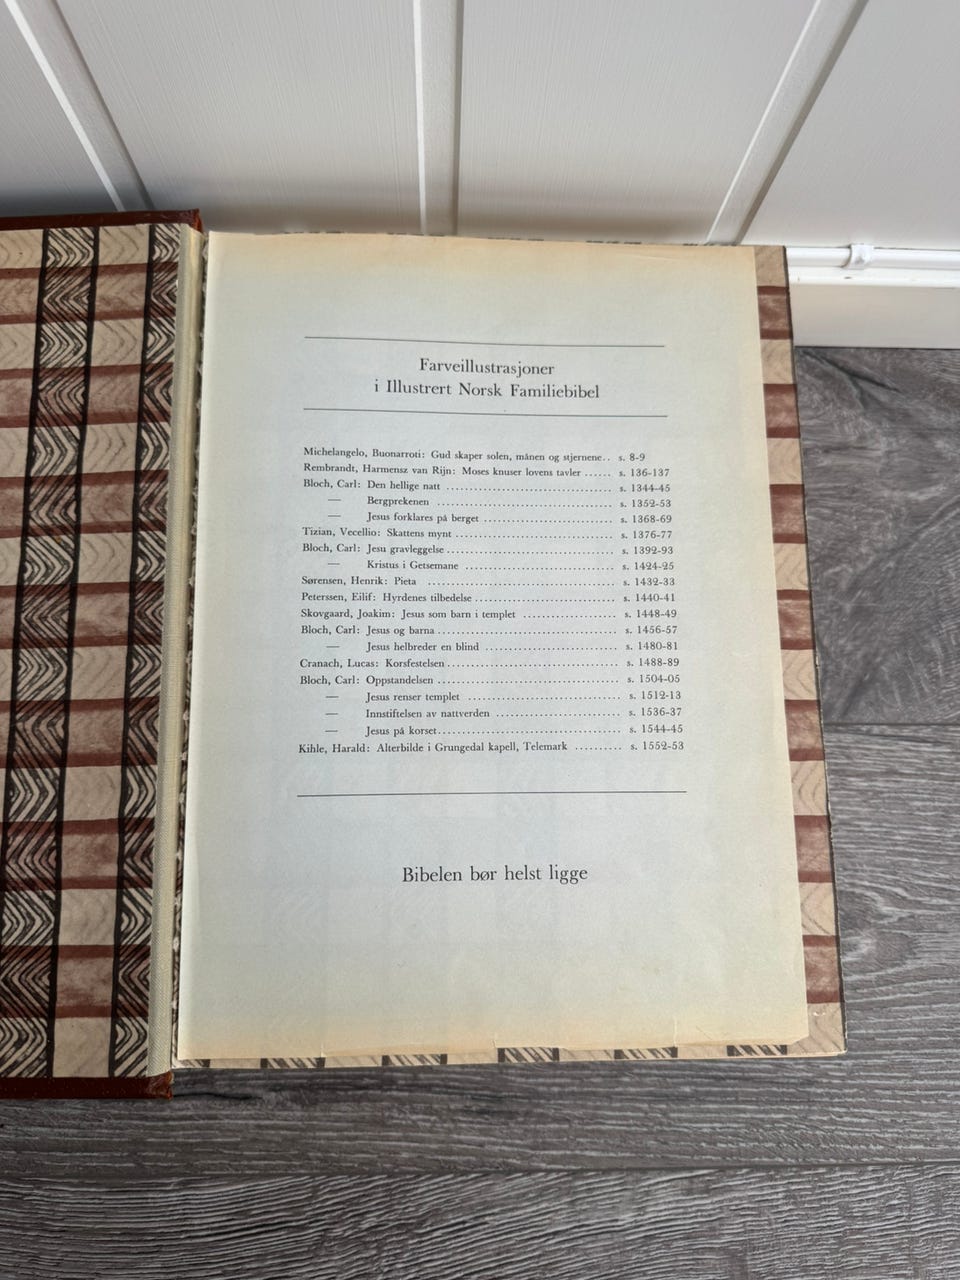 Farveillustrasjoner
i Illustrert Norsk Familiebibel
Michelangelo, Buonarroti: Gud skaper solen, månen og stjernene.. s. 8-9
Rembrandt, Harmensz van Rijn: Moses knuser lovens tavler ...... s. 136-137
Bloch, Carl: Den hellige natt .................................. s. 1344-45
— Bergprekenen ..................................... s. 1352-53
— Jesus forklares på berget .......................... s. 1368-69
Tizian, Vecellio: Skattens mynt ................................ s. 1376-77
Bloch, Carl: Jesu gravleggelse .................................. s. 1392-93
— Kristus i Getsemane .............................. s. 1424-25
Sørensen, Henrik: Pieta ...................................... s. 1432-33
Peterssen, Eilif: Hyrdenes tilbedelse ............................. s. 1440-41
Skovgaard, Joakim: Jesus som barn i templet ................... s. 1448-49
Bloch, Carl: Jesus og barna .................................... s. 1456-57
— Jesus helbreder en blind ........................... s. 1480-81
Cranach, Lucas: Korsfestelsen ................................... s. 1488-89
Bloch, Carl: Oppstandelsen ..................................... s. 1504-05
— Jesus renser templet ............................... s. 1512-13
— Innstiftelsen av nattverden ......................... s. 1536-37
— Jesus på korset..................................... s. 1544-45
Kihle, Harald: Alterbilde i Grungedal kapell, Telemark .......... s. 1552-53
Bibelen bør helst ligge